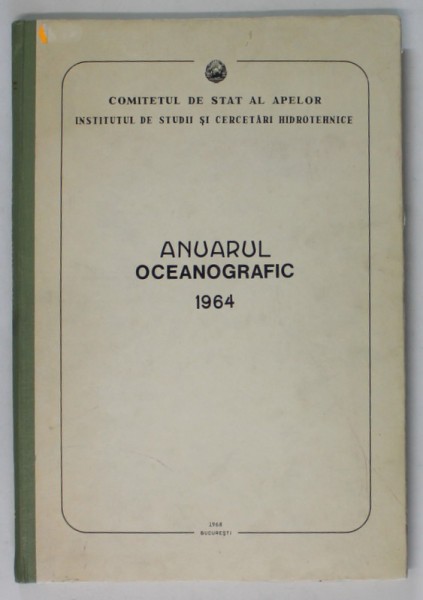 COMITETUL DE STAT AL APELOR
INSTITUTUL DE STUDII ŞI CERCETĂRI HIDROTEHNICE
ANUARUL
OCEANOGRAFIC
1964
1968
BUCUREŞTI